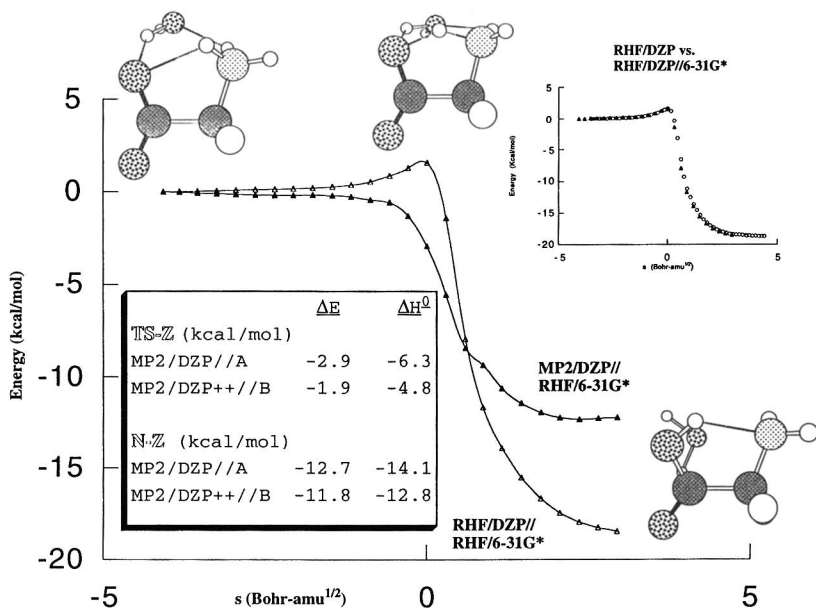 RHF/DZP vs.
RHF/DZP//6-31G*
5
0
-5
-10
-15
-20
Energy (Kcal/mol)
-5
0
5
s (Bohr-amu1/2)
5
0
-5
-10
-15
-20
Energy (kcal/mol)
ΔE ΔH0
TS-Z (kcal/mol)
MP2/DZP//A -2.9 -6.3
MP2/DZP++//B -1.9 -4.8
N-Z (kcal/mol)
MP2/DZP//A -12.7 -14.1
MP2/DZP++//B -11.8 -12.8
MP2/DZP//
RHF/6-31G*
RHF/DZP//
RHF/6-31G*
-5
0
5
s (Bohr-amu1/2)